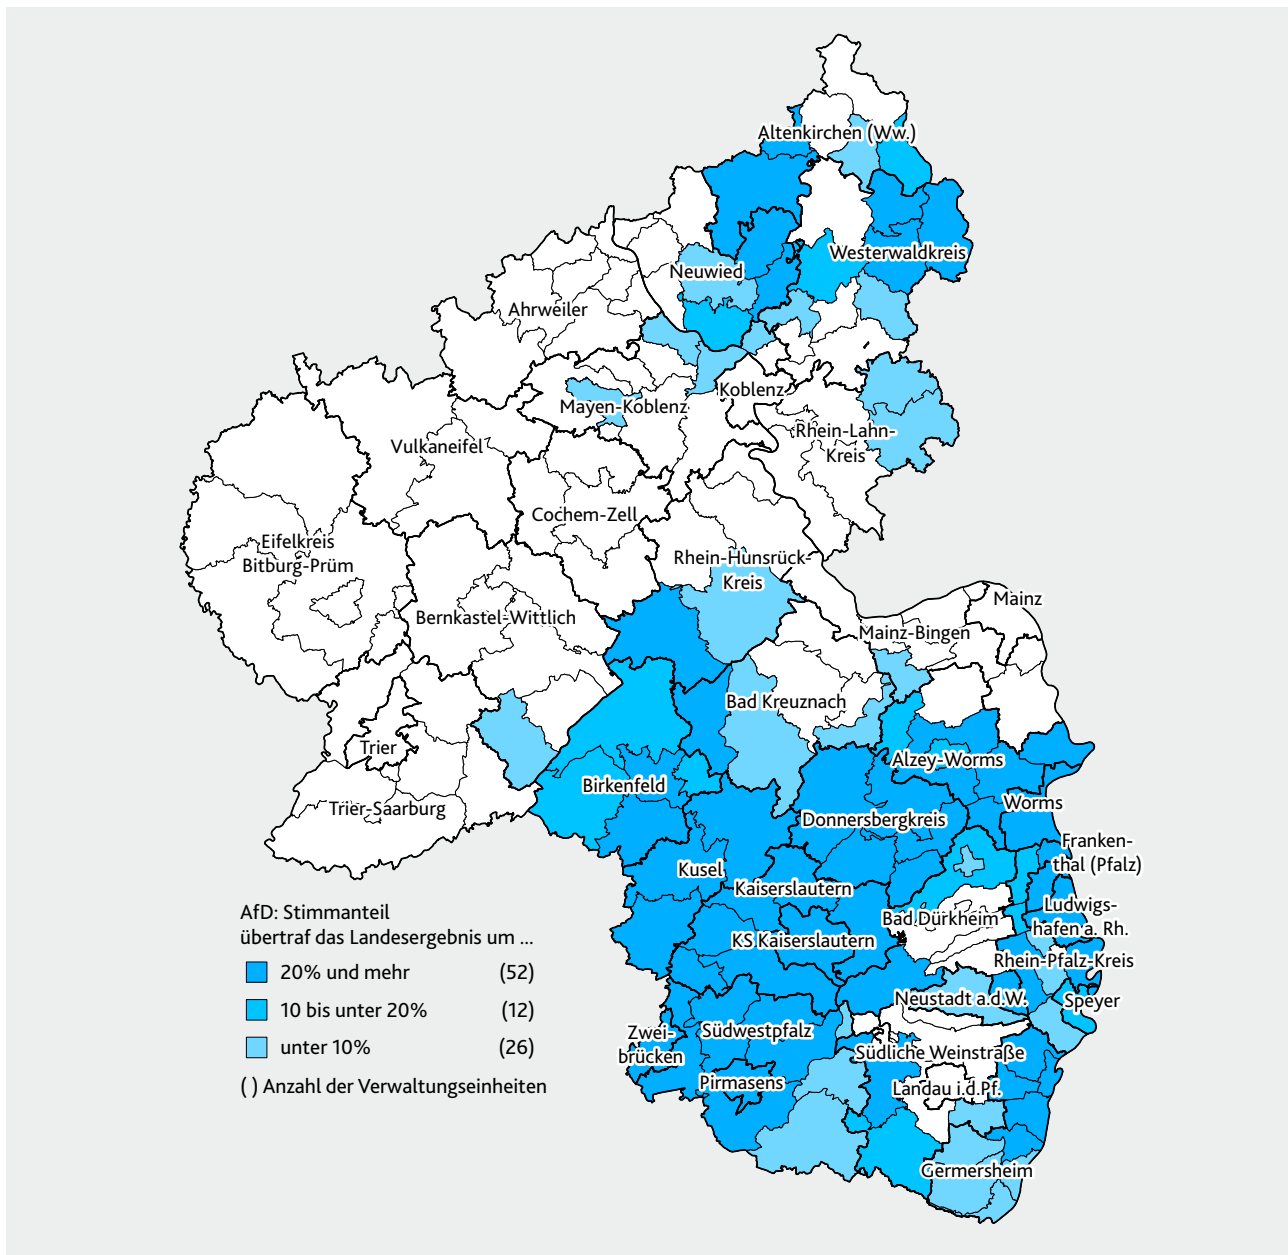 Altenkirchen (Ww.)
Westerwaldkreis
Neuwied
Ahrweiler
Koblenz
Mayen-Koblenz
Rhein-Lahn-
Kreis
Vulkaneifel
Cochem-Zell
Eifelkreis
Bitburg-Prüm
Rhein-Hunsrück-
Kreis
Mainz
Bernkastel-Wittlich
Mainz-Bingen
Bad Kreuznach
Trier
Alzey-Worms
Birkenfeld
Trier-Saarburg
Worms
Donnersbergkreis
Franken-
thal (Pfalz)
Kusel
Kaiserslautern
Ludwigs-
hafen a. Rh.
Bad Dürkheim
KS Kaiserslautern
Rhein-Pfalz-Kreis
Neustadt a.d.W.
Speyer
Südwestpfalz
Zwei-
brücken
Südliche Weinstraße
Pirmasens
Landau i.d.Pf.
Germersheim
AfD: Stimmanteil
übertraf das Landesergebnis um ...
20% und mehr (52)
10 bis unter 20% (12)
unter 10% (26)
( ) Anzahl der Verwaltungseinheiten